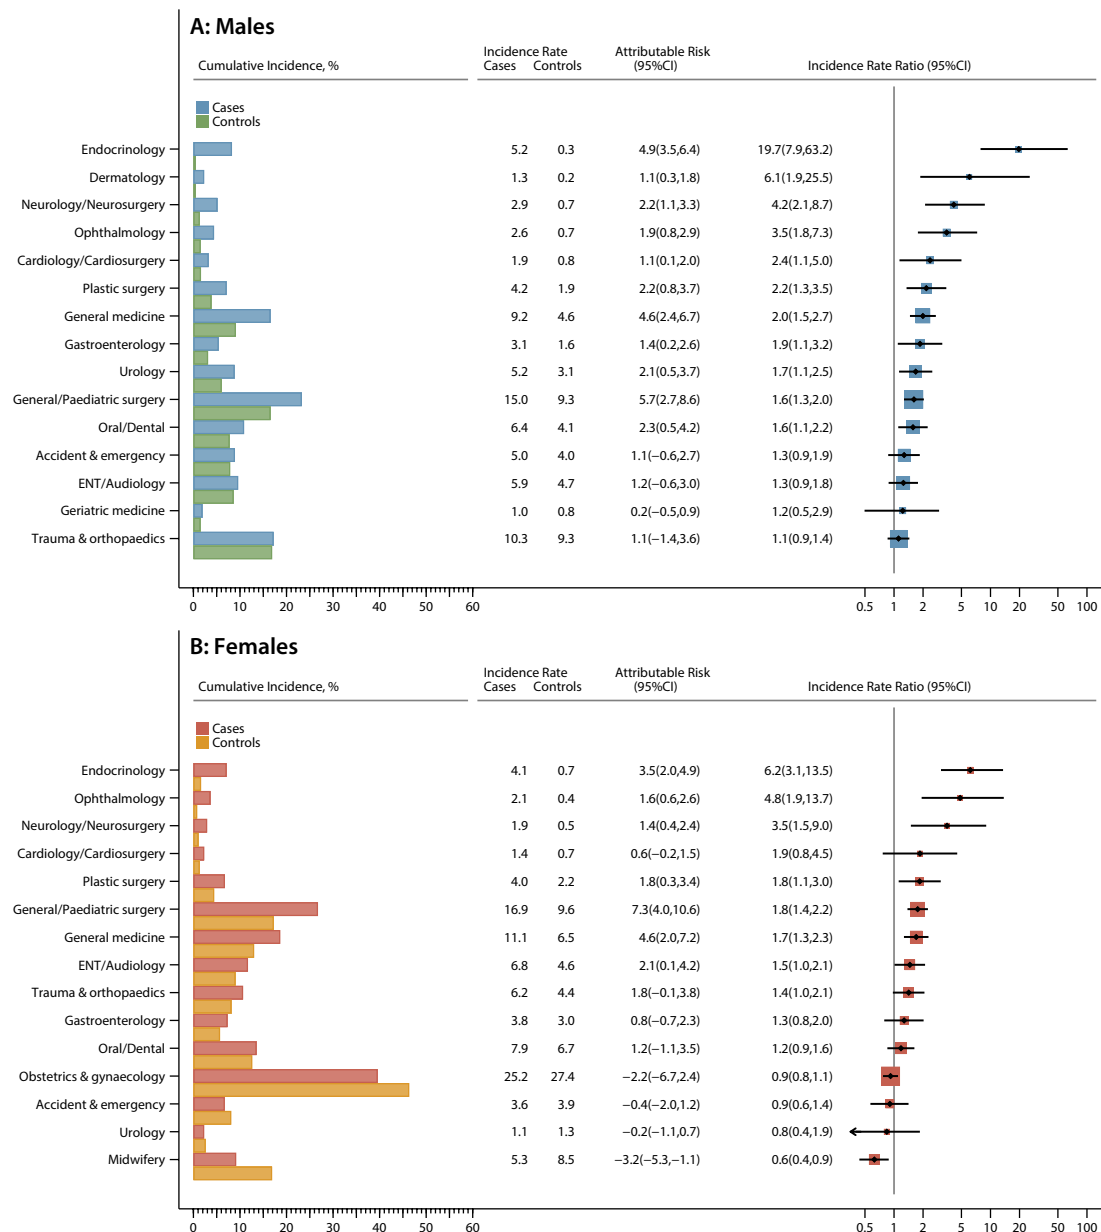 A: Males
Incidence Rate Attributable Risk
Cumulative Incidence, % Cases Controls (95%CI) Incidence Rate Ratio (95%CI)
Cases
Controls
Endocrinology 5.2 0.3 4.9(3.5,6.4) 19.7(7.9,63.2)
Dermatology 1.3 0.2 1.1(0.3,1.8) 6.1(1.9,25.5)
Neurology/Neurosurgery 2.9 0.7 2.2(1.1,3.3) 4.2(2.1,8.7)
Ophthalmology 2.6 0.7 1.9(0.8,2.9) 3.5(1.8,7.3)
Cardiology/Cardiosurgery 1.9 0.8 1.1(0.1,2.0) 2.4(1.1,5.0)
Plastic surgery 4.2 1.9 2.2(0.8,3.7) 2.2(1.3,3.5)
General medicine 9.2 4.6 4.6(2.4,6.7) 2.0(1.5,2.7)
Gastroenterology 3.1 1.6 1.4(0.2,2.6) 1.9(1.1,3.2)
Urology 5.2 3.1 2.1(0.5,3.7) 1.7(1.1,2.5)
General/Paediatric surgery 15.0 9.3 5.7(2.7,8.6) 1.6(1.3,2.0)
Oral/Dental 6.4 4.1 2.3(0.5,4.2) 1.6(1.1,2.2)
Accident & emergency 5.0 4.0 1.1(−0.6,2.7) 1.3(0.9,1.9)
ENT/Audiology 5.9 4.7 1.2(−0.6,3.0) 1.3(0.9,1.8)
Geriatric medicine 1.0 0.8 0.2(−0.5,0.9) 1.2(0.5,2.9)
Trauma & orthopaedics 10.3 9.3 1.1(−1.4,3.6) 1.1(0.9,1.4)
0 10 20 30 40 50 60 0.5 1 2 5 10 20 50 100
B: Females
Incidence Rate Attributable Risk
Cumulative Incidence, % Cases Controls (95%CI) Incidence Rate Ratio (95%CI)
Cases
Controls
Endocrinology 4.1 0.7 3.5(2.0,4.9) 6.2(3.1,13.5)
Ophthalmology 2.1 0.4 1.6(0.6,2.6) 4.8(1.9,13.7)
Neurology/Neurosurgery 1.9 0.5 1.4(0.4,2.4) 3.5(1.5,9.0)
Cardiology/Cardiosurgery 1.4 0.7 0.6(−0.2,1.5) 1.9(0.8,4.5)
Plastic surgery 4.0 2.2 1.8(0.3,3.4) 1.8(1.1,3.0)
General/Paediatric surgery 16.9 9.6 7.3(4.0,10.6) 1.8(1.4,2.2)
General medicine 11.1 6.5 4.6(2.0,7.2) 1.7(1.3,2.3)
ENT/Audiology 6.8 4.6 2.1(0.1,4.2) 1.5(1.0,2.1)
Trauma & orthopaedics 6.2 4.4 1.8(−0.1,3.8) 1.4(1.0,2.1)
Gastroenterology 3.8 3.0 0.8(−0.7,2.3) 1.3(0.8,2.0)
Oral/Dental 7.9 6.7 1.2(−1.1,3.5) 1.2(0.9,1.6)
Obstetrics & gynaecology 25.2 27.4 −2.2(−6.7,2.4) 0.9(0.8,1.1)
Accident & emergency 3.6 3.9 −0.4(−2.0,1.2) 0.9(0.6,1.4)
Urology 1.1 1.3 −0.2(−1.1,0.7) 0.8(0.4,1.9)
Midwifery 5.3 8.5 −3.2(−5.3,−1.1) 0.6(0.4,0.9)
0 10 20 30 40 50 60 0.5 1 2 5 10 20 50 100